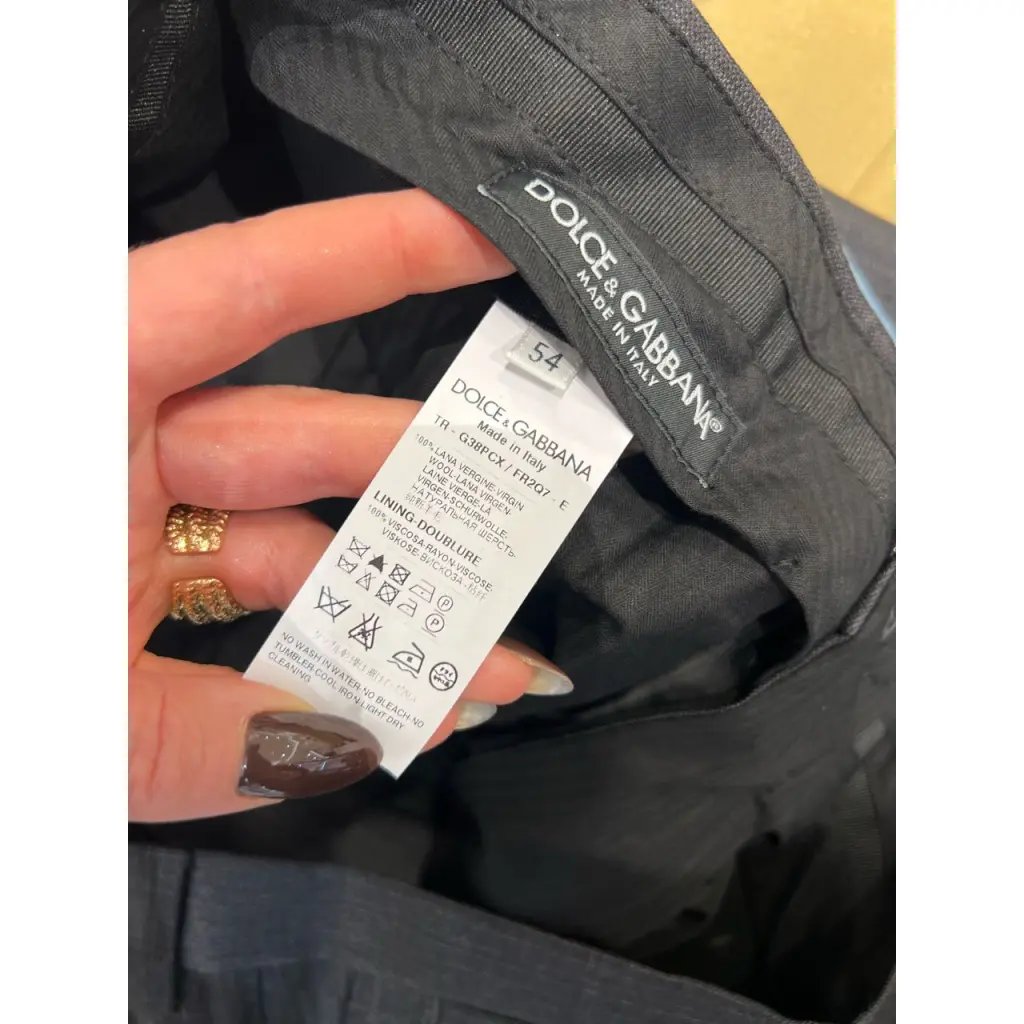 DOLCE & GABBANA®
MADE IN ITALY
54
DOLCE & GABBANA
Made in Italy
TR - G38PCX / FR2Q7 - E
100% LANA VERGINE-VIRGIN
WOOL-LANA VIRGEN-
LAINE VIERGE-LÃ
VIRGEN-SCHURWOLLE-
НАТУРАЛЬНАЯ ШЕРСТЬ-
LINING-DOUBLURE
100% VISCOSA-RAYON-VISCOSE-
VISKOSE-ВИСКОЗА-
P
P
NO WASH IN WATER-NO BLEACH-NO
TUMBLER COOL IRON-LIGHT DRY
CLEANING